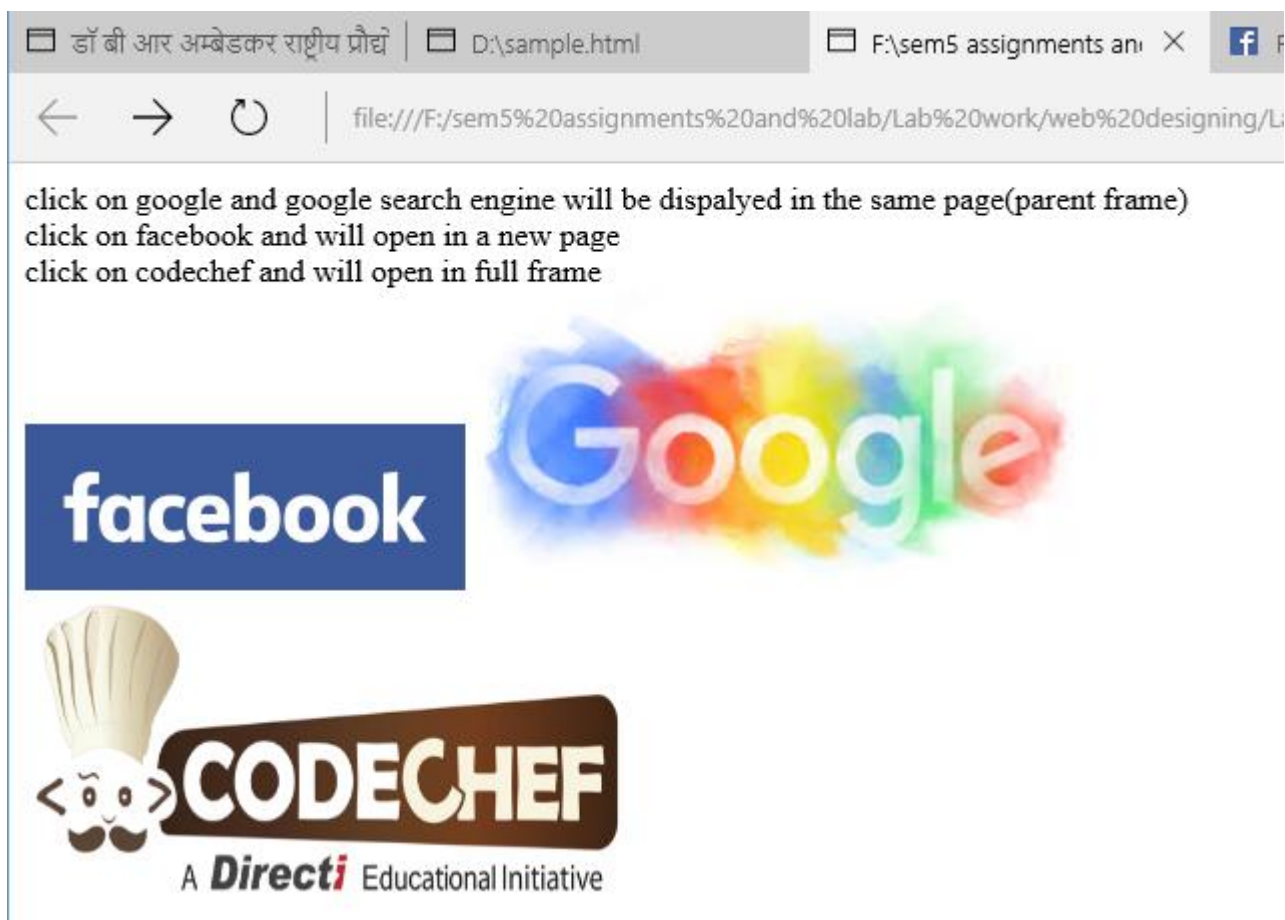 डॉ बी आर अम्बेडकर राष्ट्रीय प्रौद्यो D:\sample.html F:\sem5 assignments an f F
file:///F:/sem5%20assignments%20and%20lab/Lab%20work/web%20designing/La
click on google and google search engine will be dispalyed in the same page(parent frame)
click on facebook and will open in a new page
click on codechef and will open in full frame
Google
facebook
CODECHEF
A Directi Educational Initiative